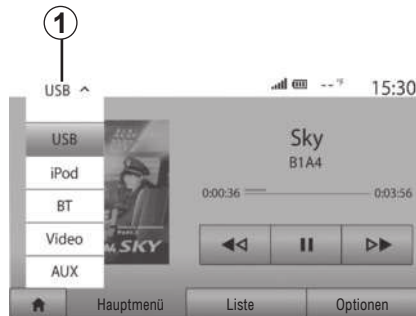 1
USB -- °F 15:30
USB
iPod
BT
Video
AUX
SKY
Sky
B1A4
0:00:36 0:03:56
Hauptmenü Liste Optionen